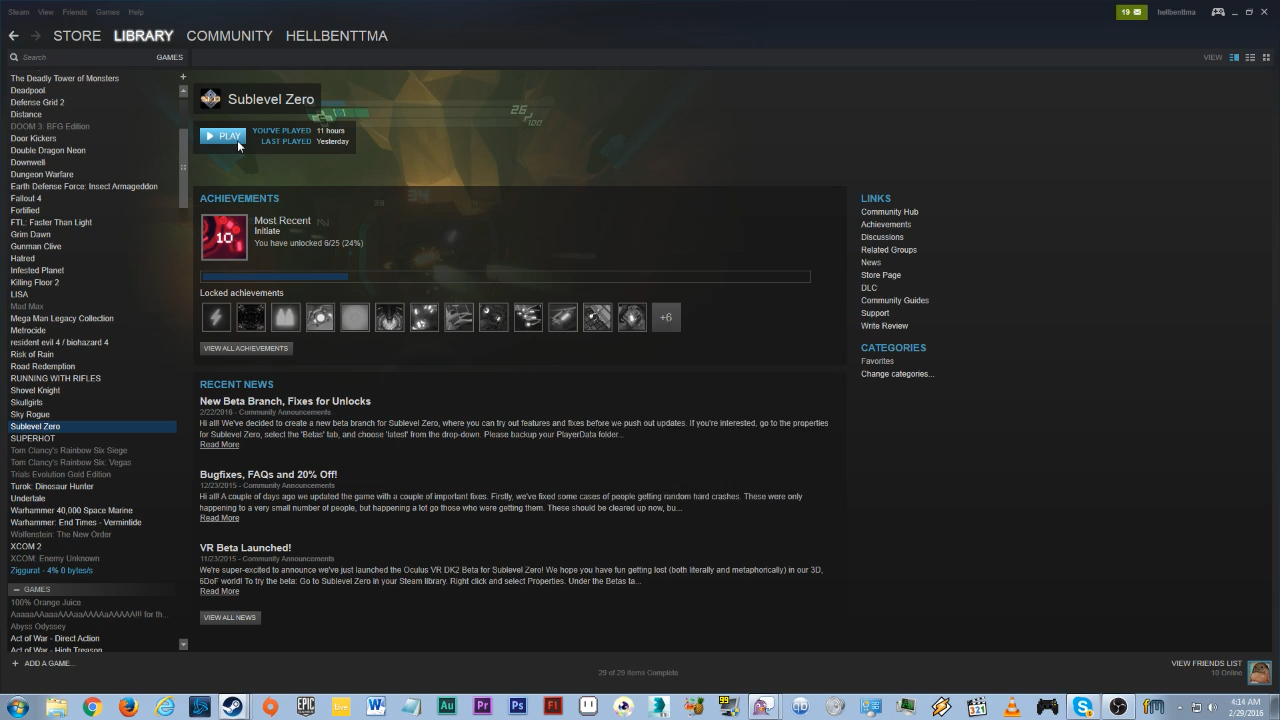 Steam View Friends Games Help
19 hellbenttma
STORE LIBRARY COMMUNITY HELLBENTTMA
Search GAMES
VIEW
The Deadly Tower of Monsters
Deadpool
Defense Grid 2
Distance
DOOM 3: BFG Edition
Door Kickers
Double Dragon Neon
Downwell
Dungeon Warfare
Earth Defense Force: Insect Armageddon
Fallout 4
Fortified
FTL: Faster Than Light
Grim Dawn
Gunman Clive
Hatred
Infested Planet
Killing Floor 2
LISA
Mad Max
Mega Man Legacy Collection
Metrocide
resident evil 4 / biohazard 4
Risk of Rain
Road Redemption
RUNNING WITH RIFLES
Shovel Knight
Skullgirls
Sky Rogue
Sublevel Zero
SUPERHOT
Tom Clancy's Rainbow Six Siege
Tom Clancy's Rainbow Six: Vegas
Trials Evolution Gold Edition
Turok: Dinosaur Hunter
Undertale
Warhammer 40,000 Space Marine
Warhammer: End Times - Vermintide
Wolfenstein: The New Order
XCOM 2
XCOM: Enemy Unknown
Ziggurat - 4% 0 bytes/s
GAMES
100% Orange Juice
AaaaaAAaaaAAAaaAAAAaAAAAA!!! for th...
Abyss Odyssey
Act of War - Direct Action
Act of War - High Treason
+ ADD A GAME...
Sublevel Zero
PLAY
YOU'VE PLAYED 11 hours
LAST PLAYED Yesterday
26
100
ACHIEVEMENTS
10
Most Recent
Initiate
You have unlocked 6/25 (24%)
Locked achievements
+6
VIEW ALL ACHIEVEMENTS
RECENT NEWS
New Beta Branch, Fixes for Unlocks
2/22/2016 - Community Announcements
Hi all! We've decided to create a new beta branch for Sublevel Zero, where you can try out features and fixes before we push out updates. If you're interested, go to the properties
for Sublevel Zero, select the 'Betas' tab, and choose 'latest' from the drop-down. Please backup your PlayerData folder...
Read More
Bugfixes, FAQs and 20% Off!
12/23/2015 - Community Announcements
Hi all! A couple of days ago we updated the game with a couple of important fixes. Firstly, we've fixed some cases of people getting random hard crashes. These were only
happening to a very small number of people, but happening a lot those who were getting them. These should be cleared up now, bu...
Read More
VR Beta Launched!
11/23/2015 - Community Announcements
We're super-excited to announce we've just launched the Oculus VR DK2 Beta for Sublevel Zero! We hope you have fun getting lost (both literally and metaphorically) in our 3D,
6DoF world! To try the beta: Go to Sublevel Zero in your Steam library. Right click and select Properties. Under the Betas ta...
Read More
VIEW ALL NEWS
LINKS
Community Hub
Achievements
Discussions
Related Groups
News
Store Page
DLC
Community Guides
Support
Write Review
CATEGORIES
Favorites
Change categories...
29 of 29 Items Complete
VIEW FRIENDS LIST
10 Online
EPIC Live Au Pr Ps Fl 321
4:14 AM
2/29/2016